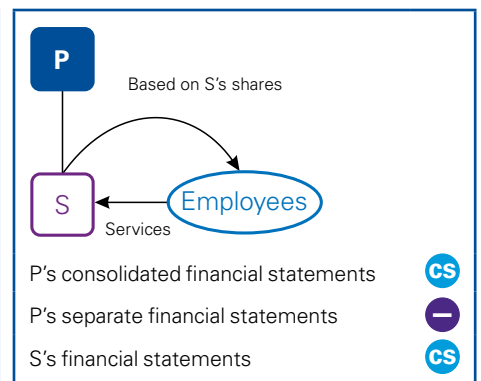 P
Based on S's shares
S
Employees
Services
P's consolidated financial statements CS
P's separate financial statements –
S's financial statements CS